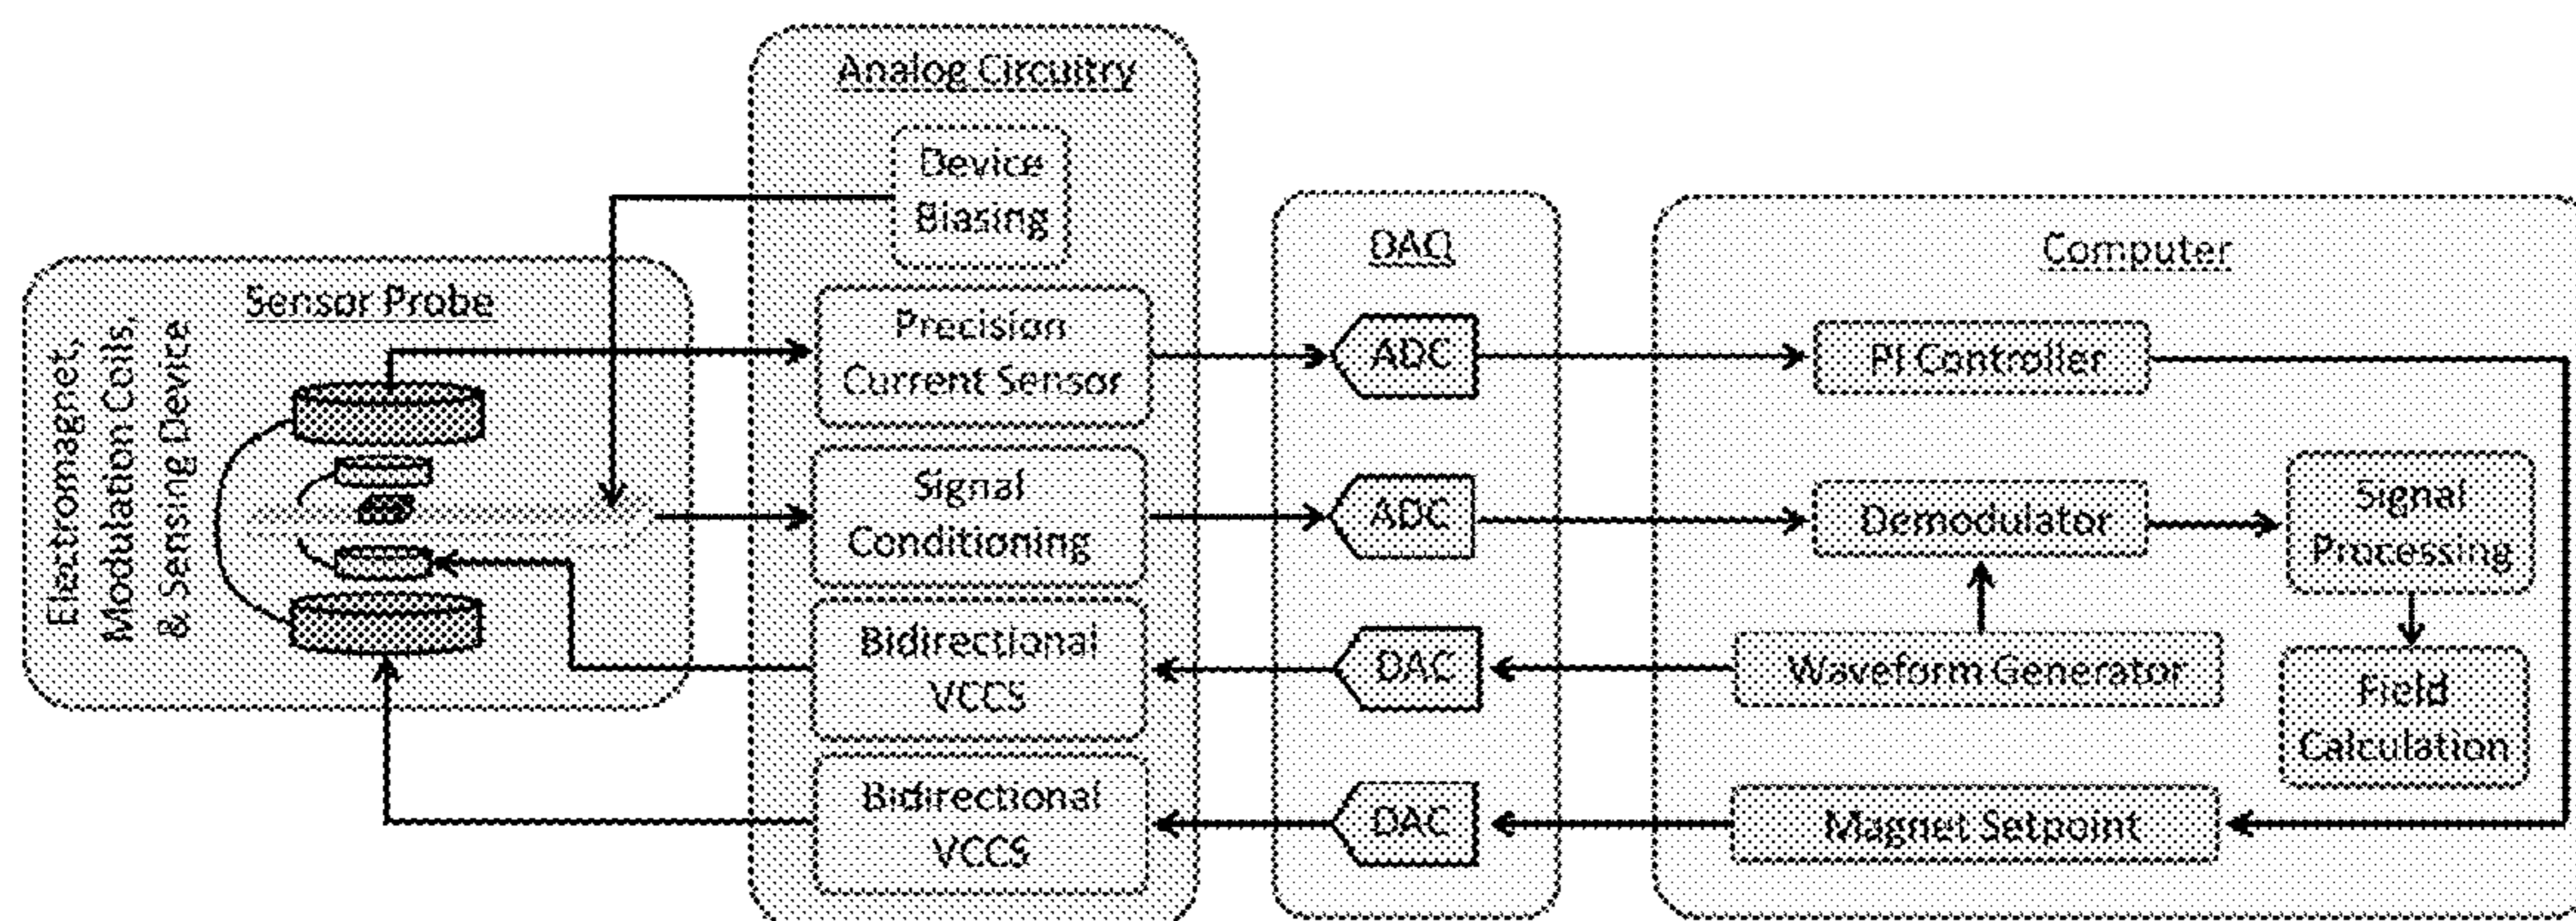 Analog Circuitry
Device
Biasing
Sensor Probe
Electromagnet,
Modulation Coils,
& Sensing Device
Precision
Current Sensor
Signal
Conditioning
Bidirectional
VCCS
Bidirectional
VCCS
DAQ
ADC
ADC
DAC
DAC
Computer
PI Controller
Demodulator
Signal
Processing
Waveform Generator
Field
Calculation
Magnet Setpoint